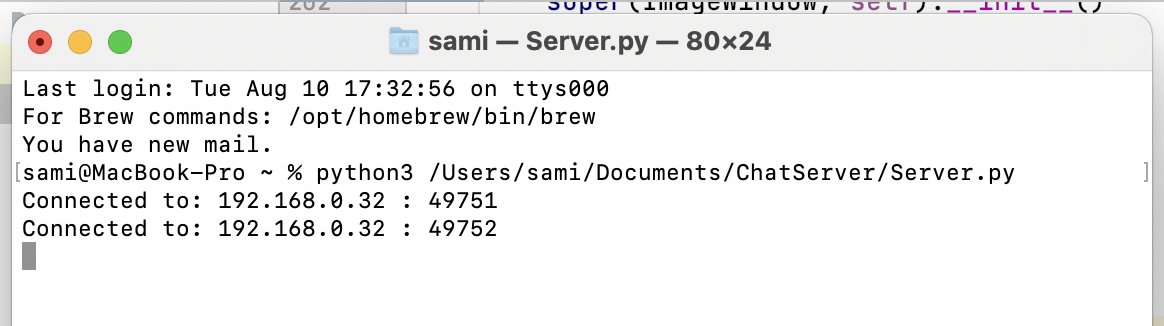 202 super(ImageWindow, self).__init__()
sami — Server.py — 80×24
Last login: Tue Aug 10 17:32:56 on ttys000
For Brew commands: /opt/homebrew/bin/brew
You have new mail.
[sami@MacBook-Pro ~ % python3 /Users/sami/Documents/ChatServer/Server.py ]
Connected to: 192.168.0.32 : 49751
Connected to: 192.168.0.32 : 49752